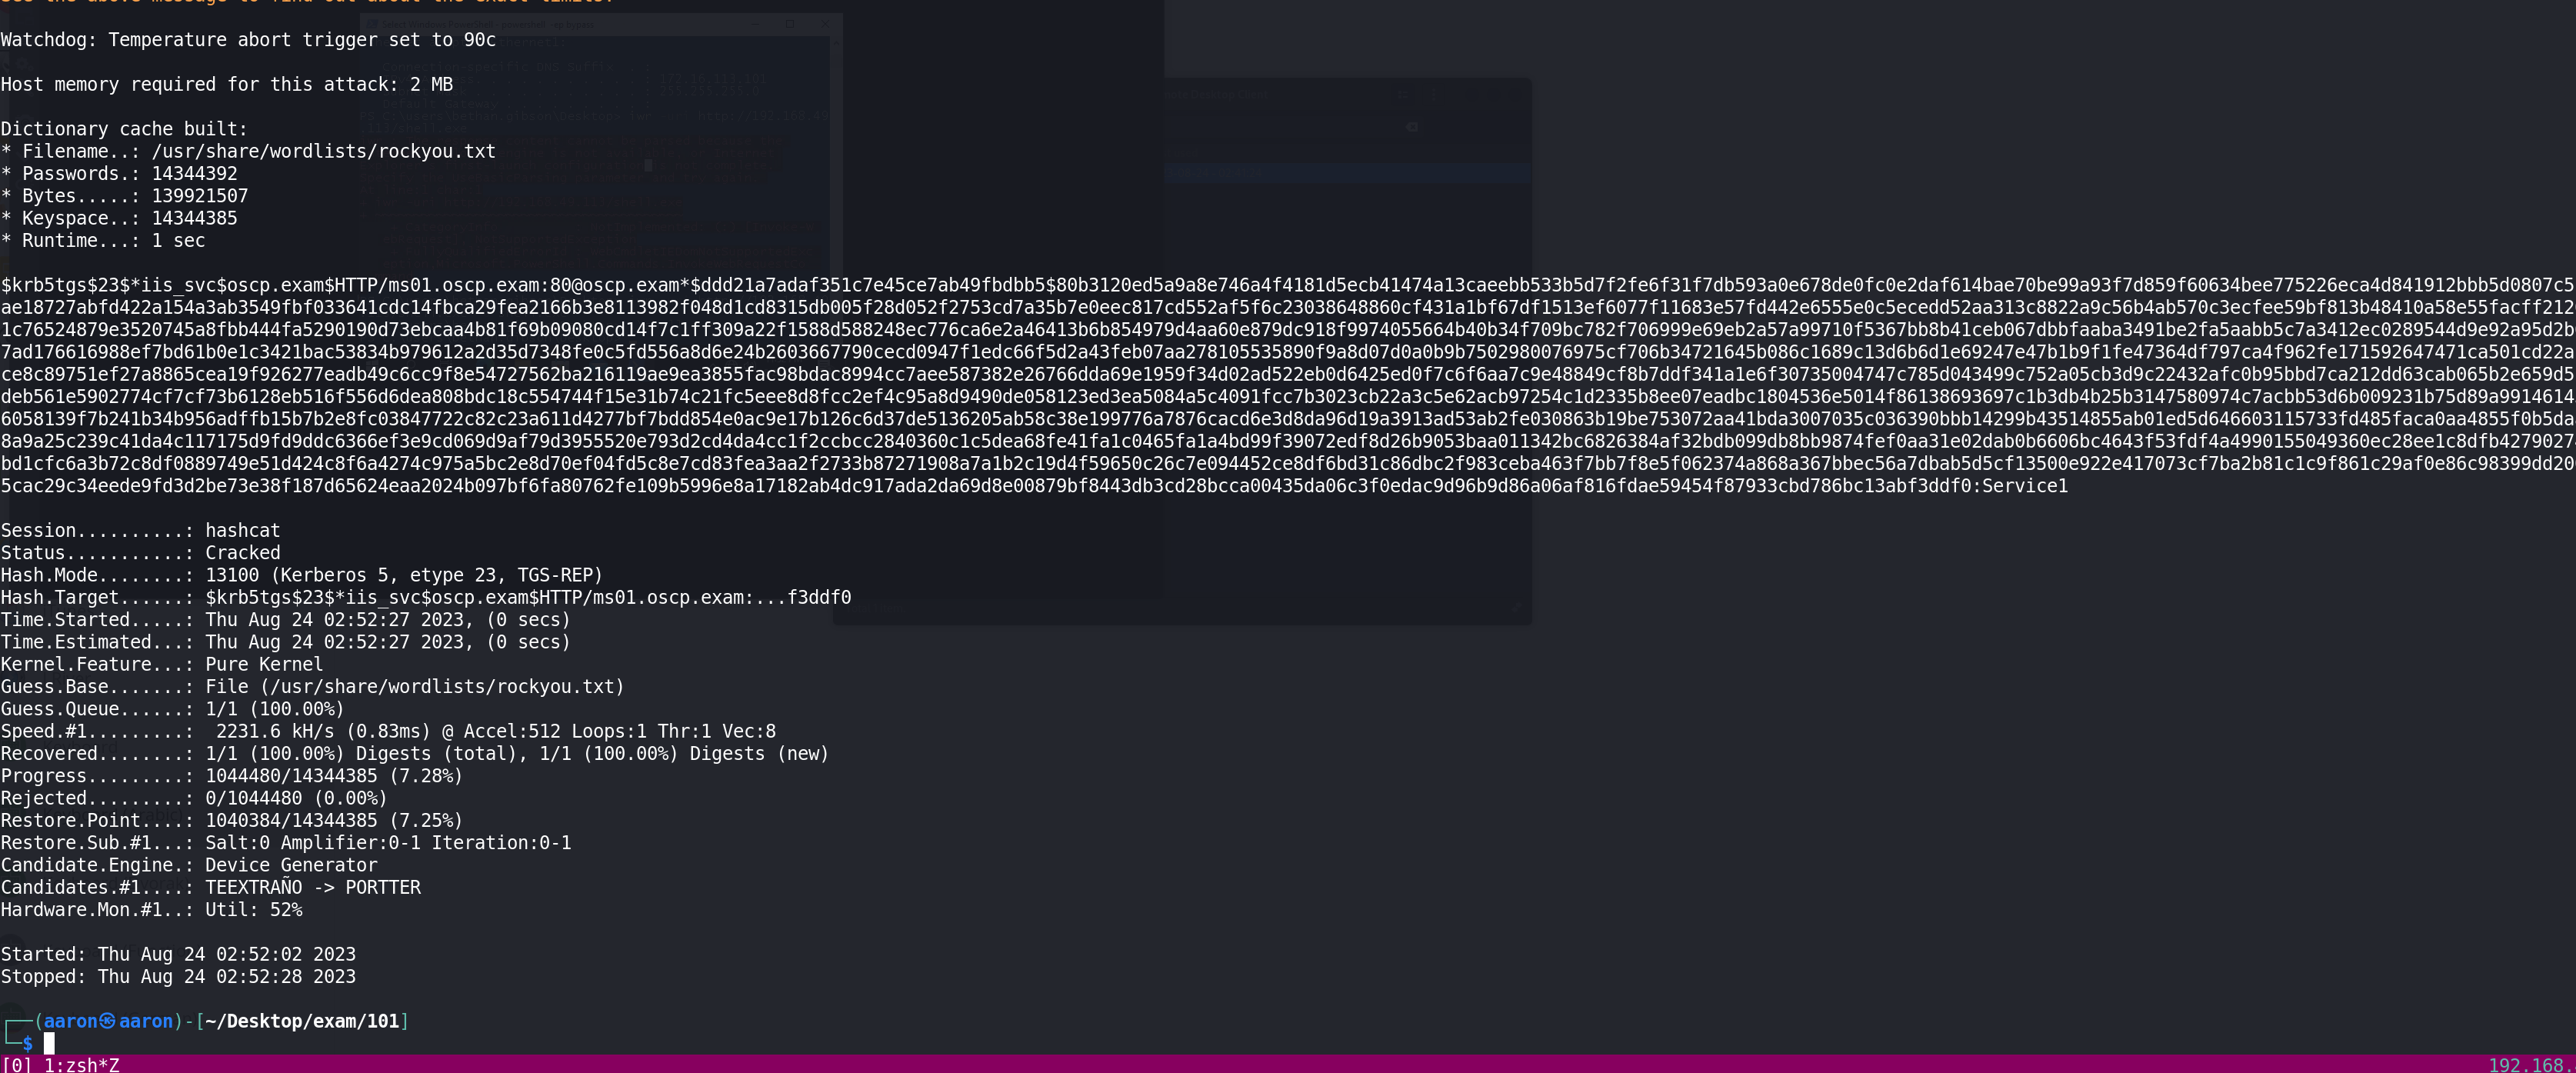 Watchdog: Temperature abort trigger set to 90c
Host memory required for this attack: 2 MB
Dictionary cache built:
* Filename..: /usr/share/wordlists/rockyou.txt
* Passwords.: 14344392
* Bytes.....: 139921507
* Keyspace..: 14344385
* Runtime...: 1 sec
$krb5tgs$23$*iis_svc$oscp.exam$HTTP/ms01.oscp.exam:80@oscp.exam*$ddd21a7adaf351c7e45ce7ab49fbdbb5$80b3120ed5a9a8e746a4f4181d5ecb41474a13caeebb533b5d7f2fe6f31f7db593a0e678de0fc0e2daf614bae70be99a93f7d859f60634bee775226eca4d841912bbb5d0807c5
ae18727abfd422a154a3ab3549fbf033641cdc14fbca29fea2166b3e8113982f048d1cd8315db005f28d052f2753cd7a35b7e0eec817cd552af5f6c23038648860cf431a1bf67df1513ef6077f11683e57fd442e6555e0c5ecedd52aa313c8822a9c56b4ab570c3ecfee59bf813b48410a58e55facff212
1c76524879e3520745a8fbb444fa5290190d73ebcaa4b81f69b09080cd14f7c1ff309a22f1588d588248ec776ca6e2a46413b6b854979d4aa60e879dc918f9974055664b40b34f709bc782f706999e69eb2a57a99710f5367bb8b41ceb067dbbfaaba3491be2fa5aabb5c7a3412ec0289544d9e92a95d2b
7ad176616988ef7bd61b0e1c3421bac53834b979612a2d35d7348fe0c5fd556a8d6e24b2603667790cecd0947f1edc66f5d2a43feb07aa278105535890f9a8d07d0a0b9b7502980076975cf706b34721645b086c1689c13d6b6d1e69247e47b1b9f1fe47364df797ca4f962fe171592647471ca501cd22a
ce8c89751ef27a8865cea19f926277eadb49c6cc9f8e54727562ba216119ae9ea3855fac98bdac8994cc7aee587382e26766dda69e1959f34d02ad522eb0d6425ed0f7c6f6aa7c9e48849cf8b7ddf341a1e6f30735004747c785d043499c752a05cb3d9c22432afc0b95bbd7ca212dd63cab065b2e659d5
deb561e5902774cf7cf73b6128eb516f556d6dea808bdc18c554744f15e31b74c21fc5eee8d8fcc2ef4c95a8d9490de058123ed3ea5084a5c4091fcc7b3023cb22a3c5e62acb97254c1d2335b8ee07eadbc1804536e5014f86138693697c1b3db4b25b3147580974c7acbb53d6b009231b75d89a9914614
6058139f7b241b34b956adffb15b7b2e8fc03847722c82c23a611d4277bf7bdd854e0ac9e17b126c6d37de5136205ab58c38e199776a7876cacd6e3d8da96d19a3913ad53ab2fe030863b19be753072aa41bda3007035c036390bbb14299b43514855ab01ed5d646603115733fd485faca0aa4855f0b5da
8a9a25c239c41da4c117175d9fd9ddc6366ef3e9cd069d9af79d3955520e793d2cd4da4cc1f2ccbcc2840360c1c5dea68fe41fa1c0465fa1a4bd99f39072edf8d26b9053baa011342bc6826384af32bdb099db8bb9874fef0aa31e02dab0b6606bc4643f53fdf4a4990155049360ec28ee1c8dfb4279027
bd1cfc6a3b72c8df0889749e51d424c8f6a4274c975a5bc2e8d70ef04fd5c8e7cd83fea3aa2f2733b87271908a7a1b2c19d4f59650c26c7e094452ce8df6bd31c86dbc2f983ceba463f7bb7f8e5f062374a868a367bbec56a7dbab5d5cf13500e922e417073cf7ba2b81c1c9f861c29af0e86c98399dd20
5cac29c34eede9fd3d2be73e38f187d65624eaa2024b097bf6fa80762fe109b5996e8a17182ab4dc917ada2da69d8e00879bf8443db3cd28bcca00435da06c3f0edac9d96b9d86a06af816fdae59454f87933cbd786bc13abf3ddf0:Service1
Session..........: hashcat
Status...........: Cracked
Hash.Mode........: 13100 (Kerberos 5, etype 23, TGS-REP)
Hash.Target......: $krb5tgs$23$*iis_svc$oscp.exam$HTTP/ms01.oscp.exam:...f3ddf0
Time.Started.....: Thu Aug 24 02:52:27 2023, (0 secs)
Time.Estimated...: Thu Aug 24 02:52:27 2023, (0 secs)
Kernel.Feature...: Pure Kernel
Guess.Base.......: File (/usr/share/wordlists/rockyou.txt)
Guess.Queue......: 1/1 (100.00%)
Speed.#1.........:  2231.6 kH/s (0.83ms) @ Accel:512 Loops:1 Thr:1 Vec:8
Recovered........: 1/1 (100.00%) Digests (total), 1/1 (100.00%) Digests (new)
Progress.........: 1044480/14344385 (7.28%)
Rejected.........: 0/1044480 (0.00%)
Restore.Point....: 1040384/14344385 (7.25%)
Restore.Sub.#1...: Salt:0 Amplifier:0-1 Iteration:0-1
Candidate.Engine.: Device Generator
Candidates.#1....: TEEXTRAÑO -> PORTTER
Hardware.Mon.#1..: Util: 52%
Started: Thu Aug 24 02:52:02 2023
Stopped: Thu Aug 24 02:52:28 2023
(aaron㉿aaron)-[~/Desktop/exam/101]
$
[0] 1:zsh*Z
192.168.